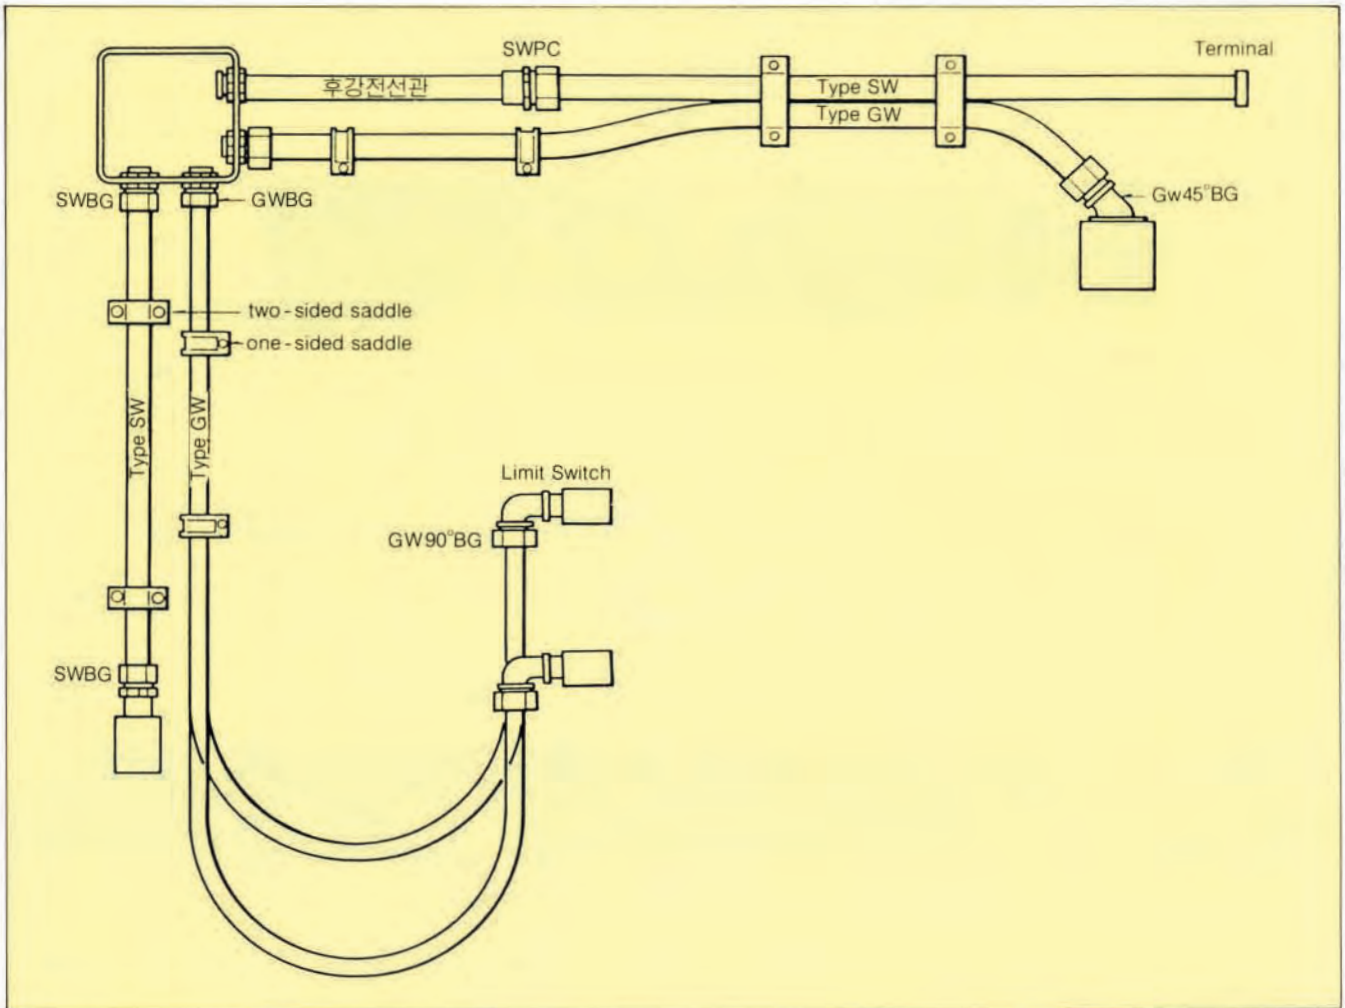 SWPC
Terminal
후강전선관
Type SW
Type GW
SWBG
GWBG
Gw45°BG
two-sided saddle
one-sided saddle
Type SW
Type GW
Limit Switch
GW90°BG
SWBG